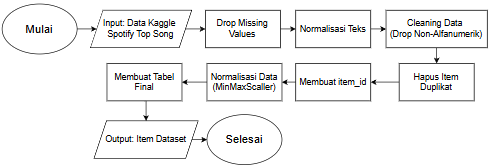 Mulai
Input: Data Kaggle
Spotify Top Song
Drop Missing
Values
Normalisasi Teks
Cleaning Data
(Drop Non-Alfanumerik)
Hapus Item
Duplikat
Membuat item_id
Normalisasi Data
(MinMaxScaller)
Membuat Tabel
Final
Output: Item Dataset
Selesai